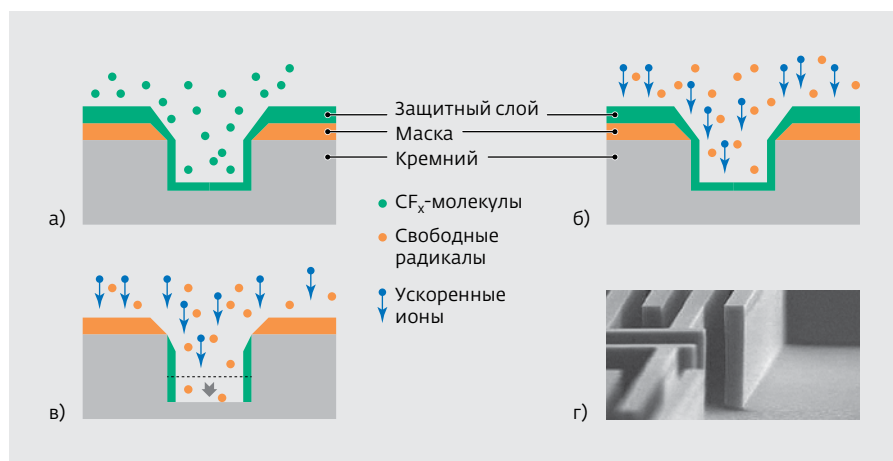 Защитный слой
Маска
Кремний
а)
б)
CFx-молекулы
Свободные
радикалы
Ускоренные
ионы
в)
г)